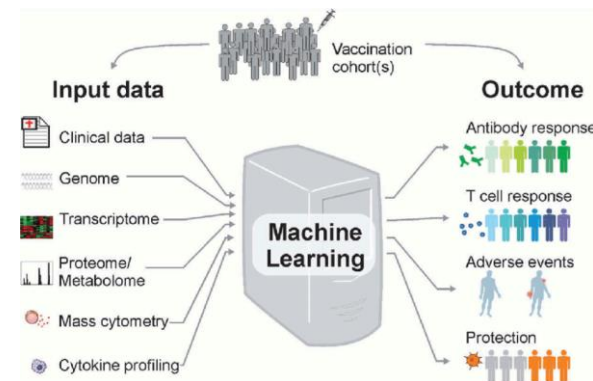 Vaccination
cohort(s)
Input data
Outcome
Clinical data
Genome
Transcriptome
Proteome/
Metabolome
Mass cytometry
Cytokine profiling
Machine
Learning
Antibody response
T cell response
Adverse events
Protection